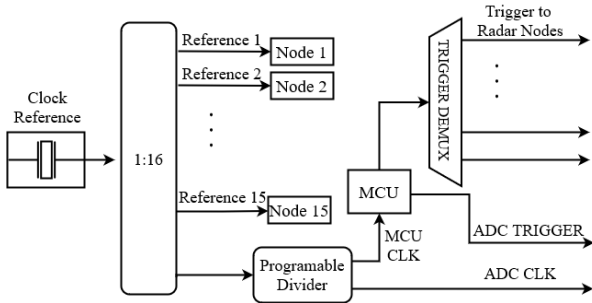 Clock
Reference
1:16
Reference 1
Node 1
Reference 2
Node 2
Reference 15
Node 15
Programable
Divider
MCU
CLK
MCU
TRIGGER DEMUX
Trigger to
Radar Nodes
ADC TRIGGER
ADC CLK